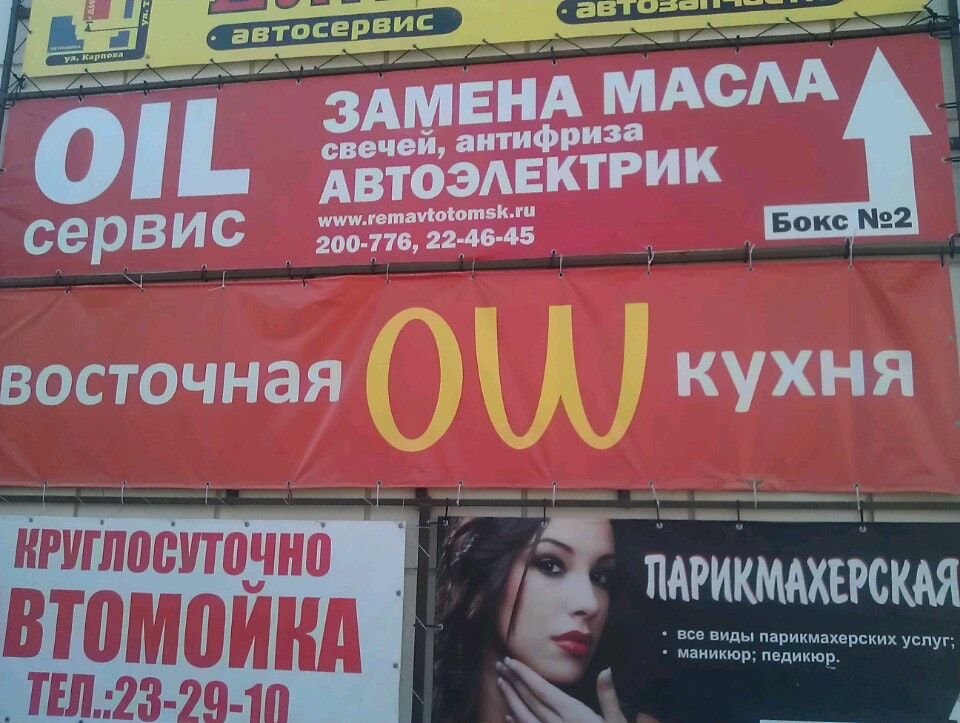 ул. Карпова
автосервис
автозапчасти
OIL
сервис
ЗАМЕНА МАСЛА
свечей, антифриза
АВТОЭЛЕКТРИК
www.remavtotomsk.ru
200-776, 22-46-45
Бокс №2
восточная OW кухня
КРУГЛОСУТОЧНО
ВТОМОЙКА
ТЕЛ.:23-29-10
ПАРИКМАХЕРСКАЯ
• все виды парикмахерских услуг;
• маникюр; педикюр.